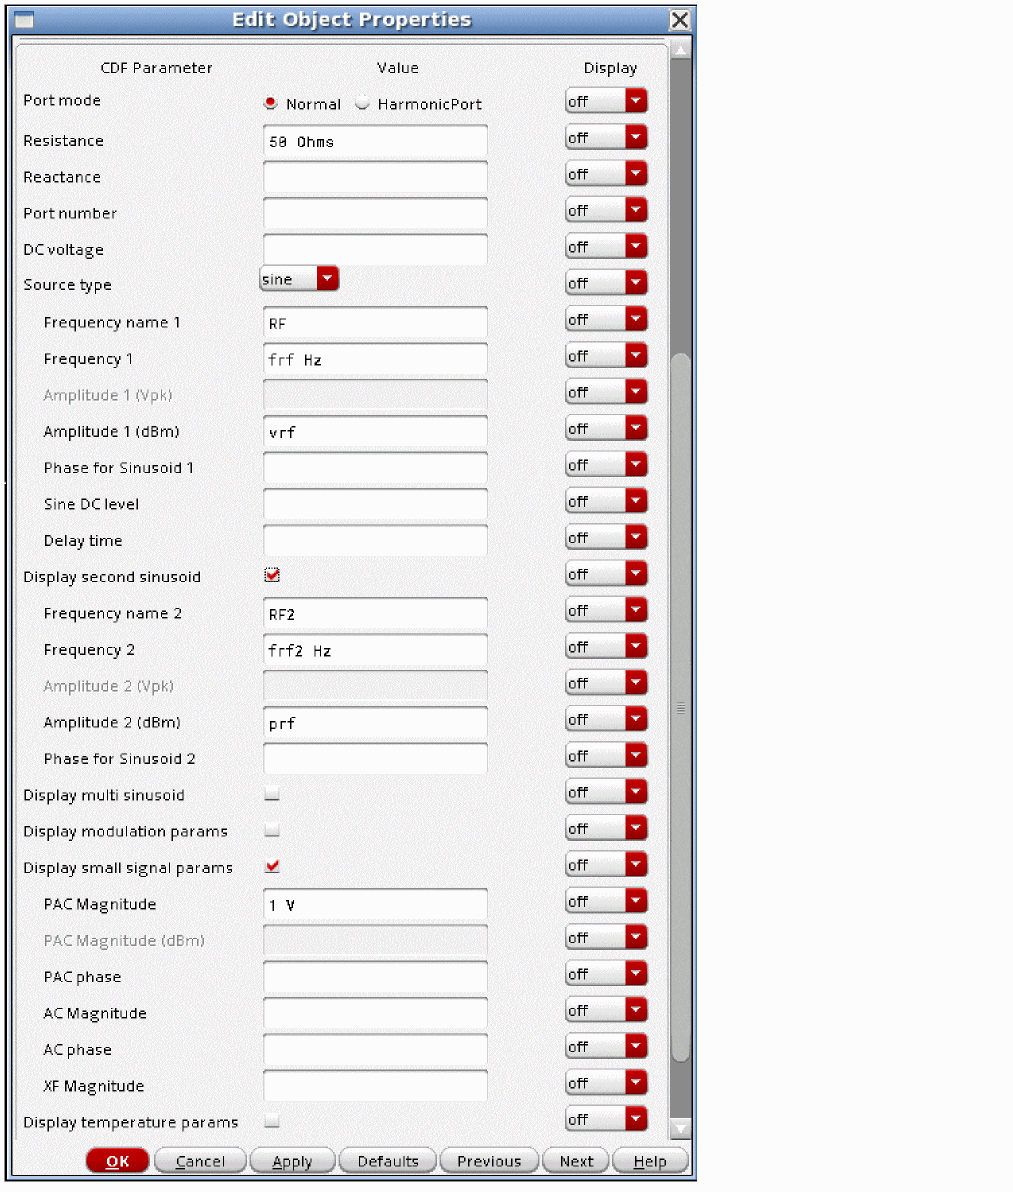 Edit Object Properties
CDF Parameter Value Display
Port mode Normal HarmonicPort off
Resistance 50 Ohms off
Reactance off
Port number off
DC voltage off
Source type sine off
Frequency name 1 RF off
Frequency 1 frf Hz off
Amplitude 1 (Vpk) off
Amplitude 1 (dBm) vrf off
Phase for Sinusoid 1 off
Sine DC level off
Delay time off
Display second sinusoid off
Frequency name 2 RF2 off
Frequency 2 frf2 Hz off
Amplitude 2 (Vpk) off
Amplitude 2 (dBm) prf off
Phase for Sinusoid 2 off
Display multi sinusoid off
Display modulation params off
Display small signal params off
PAC Magnitude 1 V off
PAC Magnitude (dBm) off
PAC phase off
AC Magnitude off
AC phase off
XF Magnitude off
Display temperature params off
OK Cancel Apply Defaults Previous Next Help